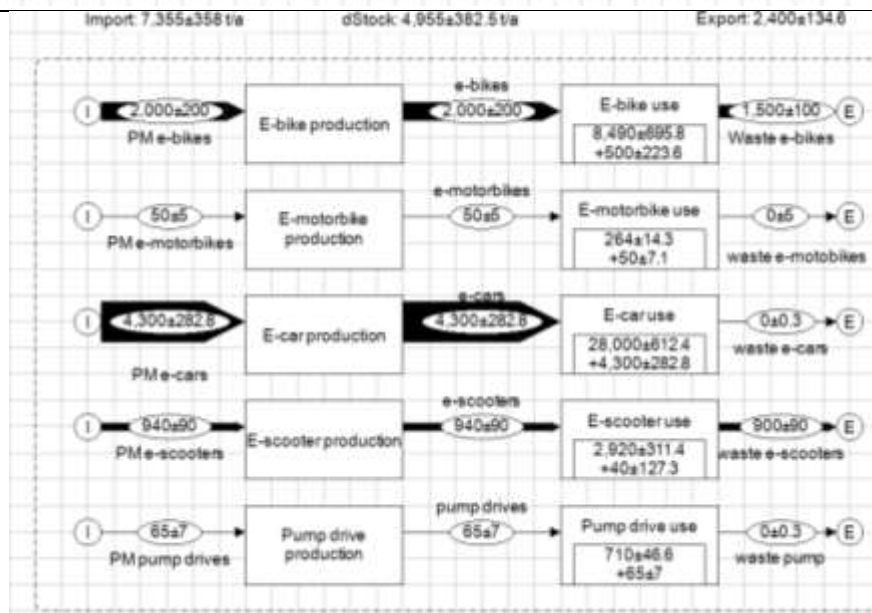 Import: 7,355±358 t/a dStock: 4,955±382.5 t/a Export: 2,400±134.6
I 2,000±200 PM e-bikes E-bike production e-bikes 2,000±200 E-bike use 8,490±695.8 +500±223.6 1,500±100 Waste e-bikes E
I 50±5 PM e-motorbikes E-motorbike production e-motorbikes 50±5 E-motorbike use 264±14.3 +50±7.1 0±5 waste e-motobikes E
I 4,300±282.8 PM e-cars E-car production e-cars 4,300±282.8 E-car use 28,000±612.4 +4,300±282.8 0±0.3 waste e-cars E
I 940±90 PM e-scooters E-scooter production e-scooters 940±90 E-scooter use 2,920±311.4 +40±127.3 900±90 waste e-scooters E
I 65±7 PM pump drives Pump drive production pump drives 65±7 Pump drive use 710±46.6 +65±7 0±0.3 waste pump E